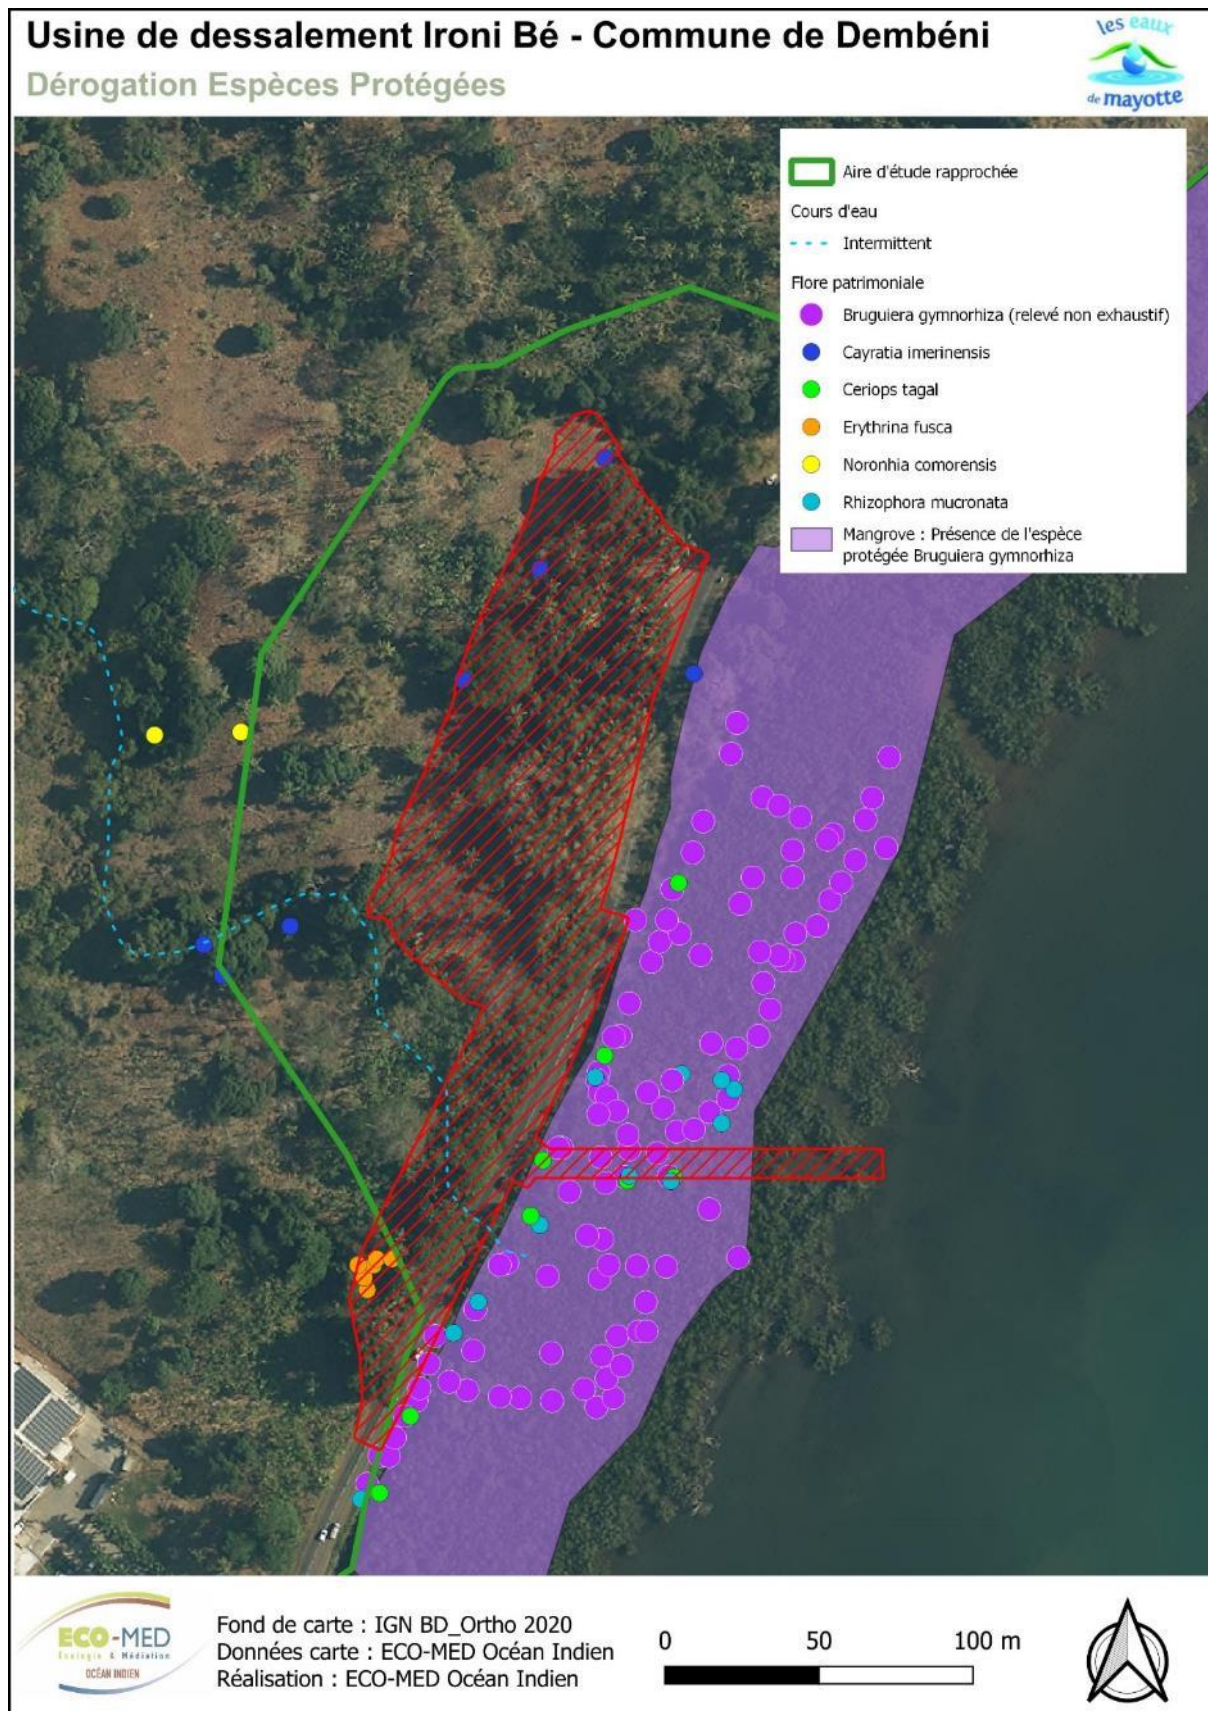 Usine de dessalement Ironi Bé - Commune de Dembéni
Dérogation Espèces Protégées
les eaux
de mayotte
Aire d'étude rapprochée
Cours d'eau
Intermittent
Flore patrimoniale
Bruguiera gymnorhiza (relevé non exhaustif)
Cayratia imerinensis
Ceriops tagal
Erythrina fusca
Noronhia comorensis
Rhizophora mucronata
Mangrove : Présence de l'espèce
protégée Bruguiera gymnorhiza
ECO-MED
Ecologie & Médiation
OCÉAN INDIEN
Fond de carte : IGN BD_Ortho 2020
Données carte : ECO-MED Océan Indien
Réalisation : ECO-MED Océan Indien
0 50 100 m